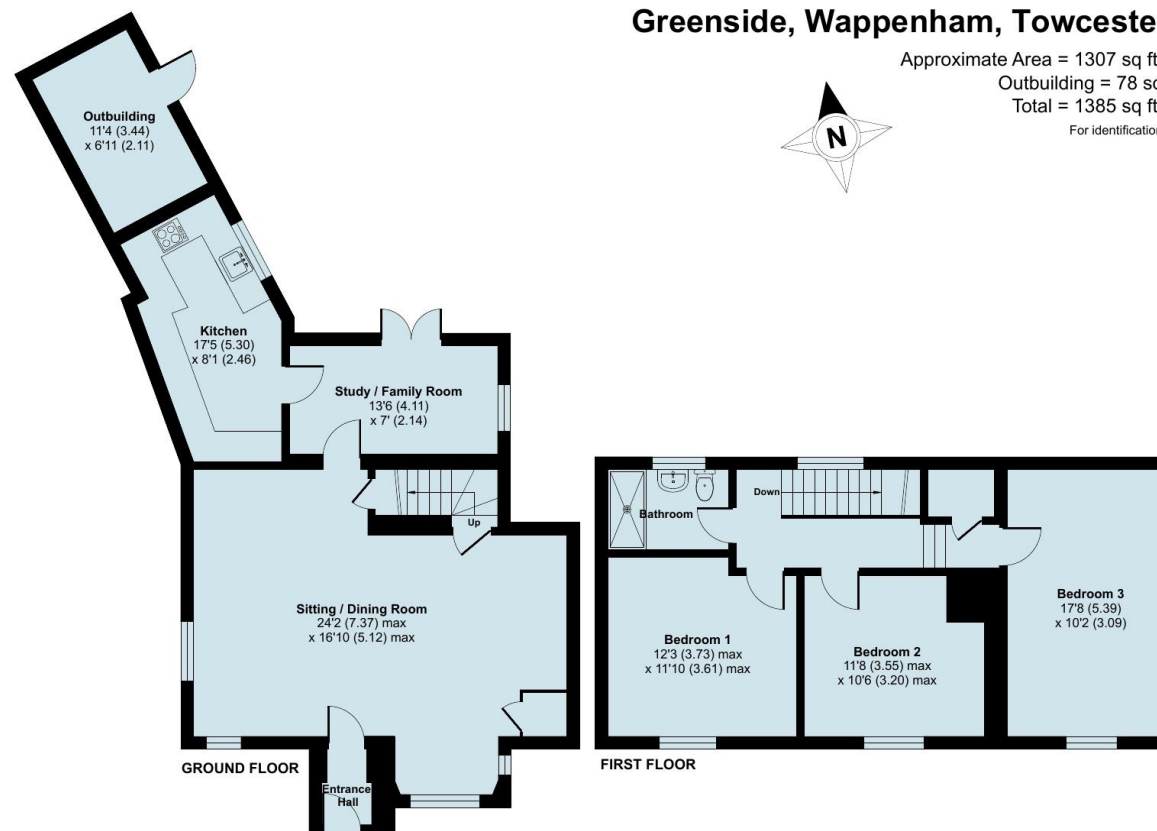 Greenside, Wappenham, Towceste
Approximate Area = 1307 sq ft
Outbuilding = 78 sq
Total = 1385 sq ft
For identification
N
Outbuilding
11'4 (3.44)
x 6'11 (2.11)
Kitchen
17'5 (5.30)
x 8'1 (2.46)
Study / Family Room
13'6 (4.11)
x 7' (2.14)
Up
Sitting / Dining Room
24'2 (7.37) max
x 16'10 (5.12) max
Entrance
Hall
GROUND FLOOR
Bathroom
Down
Bedroom 1
12'3 (3.73) max
x 11'10 (3.61) max
Bedroom 2
11'8 (3.55) max
x 10'6 (3.20) max
Bedroom 3
17'8 (5.39)
x 10'2 (3.09)
FIRST FLOOR